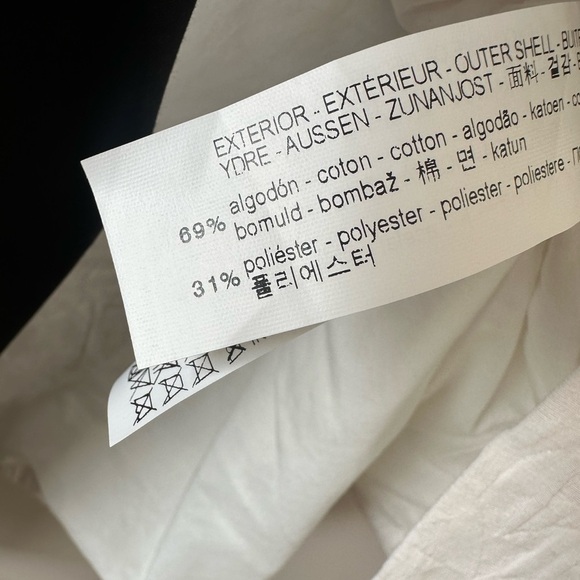 EXTERIOR - EXTÉRIEUR - OUTER SHELL -
YDRE - AUSSEN - ZUNANJOST - 面料 - 겉감 -
69% algodón - coton - cotton - algodão - katoen -
bomuld - bombaž - 棉 - 면 - katun
31% poliéster - polyester - poliester - poliestere -
폴리에스터